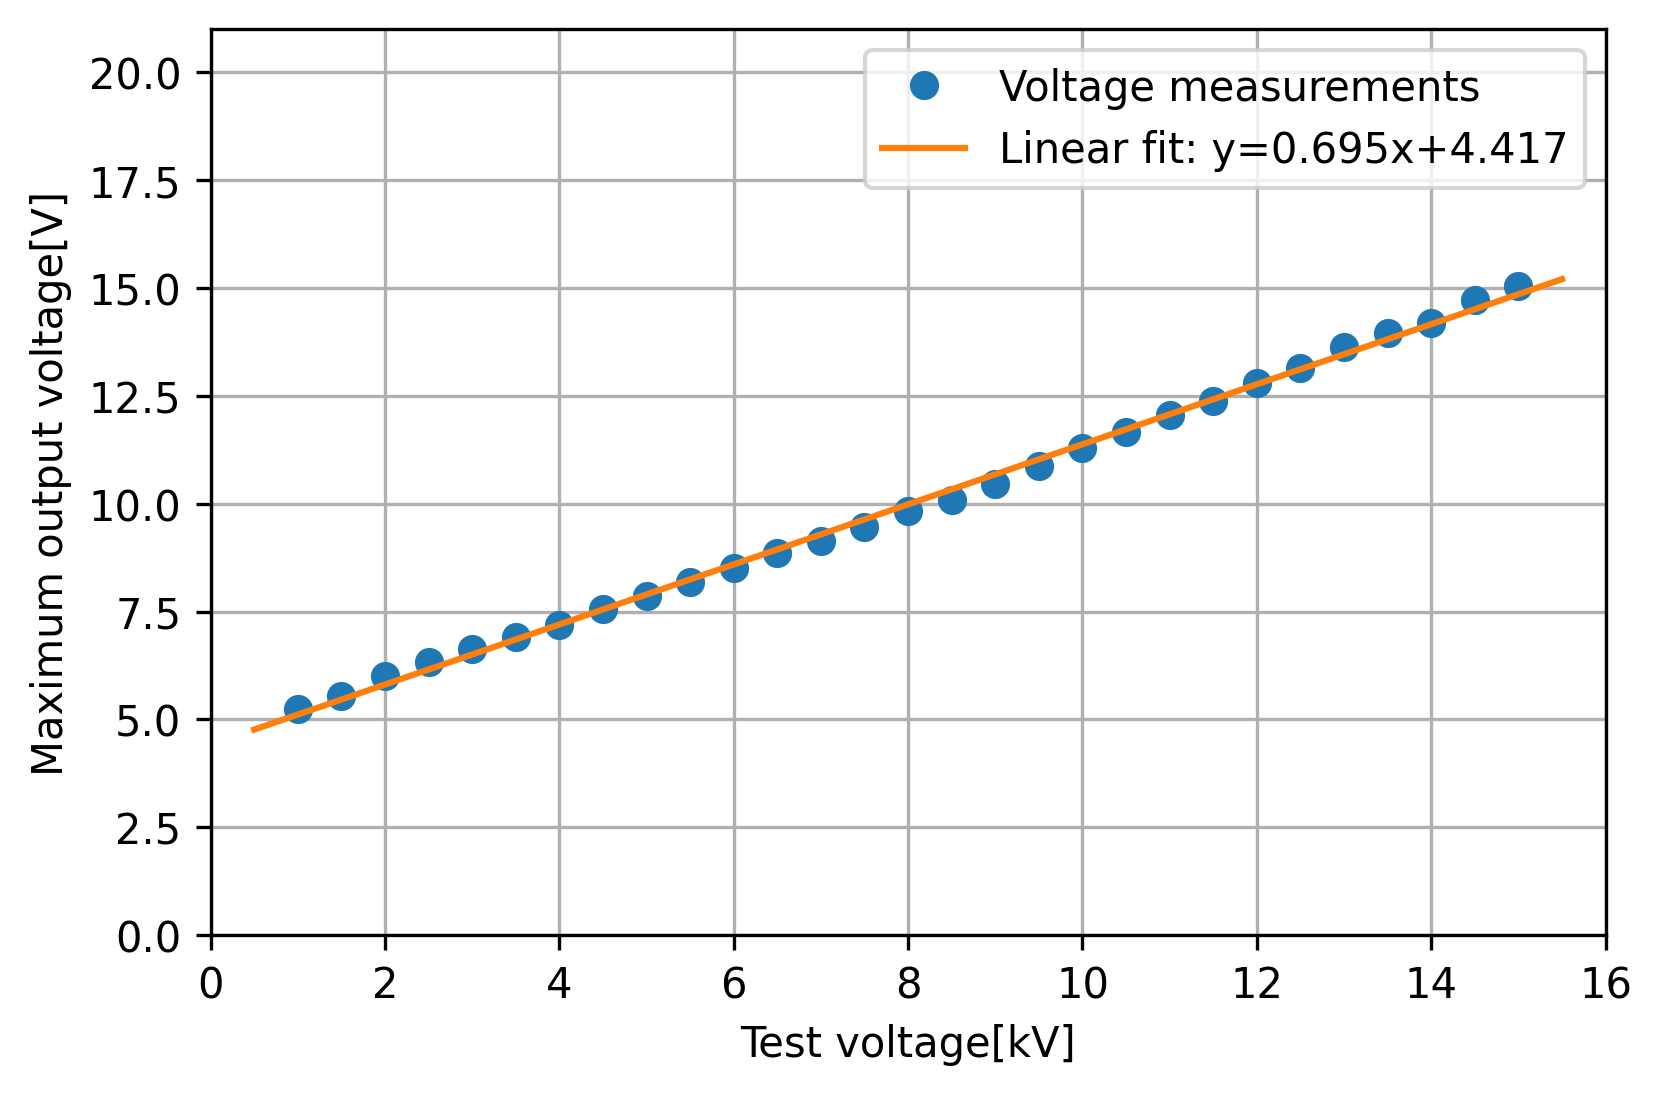 Voltage measurements
Linear fit: y=0.695x+4.417
Maximum output voltage[V]
20.0
17.5
15.0
12.5
10.0
7.5
5.0
2.5
0.0
0 2 4 6 8 10 12 14 16
Test voltage[kV]